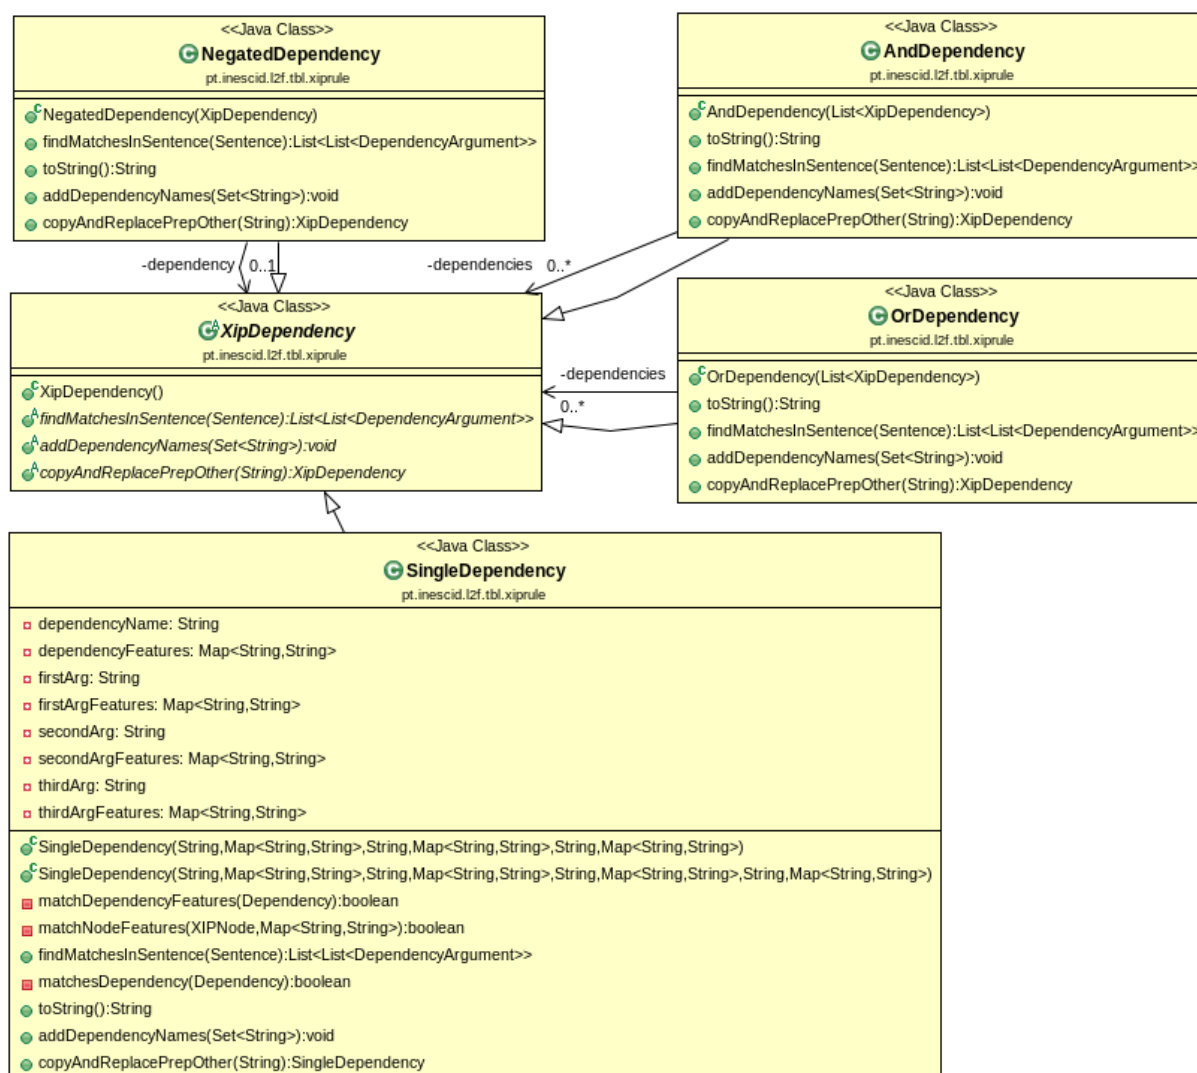 <<Java Class>>
NegatedDependency
pt.inescid.l2f.tbl.xiprule
NegatedDependency(XipDependency)
findMatchesInSentence(Sentence):List<List<DependencyArgument>>
toString():String
addDependencyNames(Set<String>):void
copyAndReplacePrepOther(String):XipDependency
<<Java Class>>
AndDependency
pt.inescid.l2f.tbl.xiprule
AndDependency(List<XipDependency>)
toString():String
findMatchesInSentence(Sentence):List<List<DependencyArgument>>
addDependencyNames(Set<String>):void
copyAndReplacePrepOther(String):XipDependency
-dependency 0..1
-dependencies 0..*
<<Java Class>>
XipDependency
pt.inescid.l2f.tbl.xiprule
XipDependency()
findMatchesInSentence(Sentence):List<List<DependencyArgument>>
addDependencyNames(Set<String>):void
copyAndReplacePrepOther(String):XipDependency
-dependencies
0..*
<<Java Class>>
OrDependency
pt.inescid.l2f.tbl.xiprule
OrDependency(List<XipDependency>)
toString():String
findMatchesInSentence(Sentence):List<List<DependencyArgument>>
addDependencyNames(Set<String>):void
copyAndReplacePrepOther(String):XipDependency
<<Java Class>>
SingleDependency
pt.inescid.l2f.tbl.xiprule
dependencyName: String
dependencyFeatures: Map<String,String>
firstArg: String
firstArgFeatures: Map<String,String>
secondArg: String
secondArgFeatures: Map<String,String>
thirdArg: String
thirdArgFeatures: Map<String,String>
SingleDependency(String,Map<String,String>,String,Map<String,String>,String,Map<String,String>)
SingleDependency(String,Map<String,String>,String,Map<String,String>,String,Map<String,String>,String,Map<String,String>)
matchDependencyFeatures(Dependency):boolean
matchNodeFeatures(XIPNode,Map<String,String>):boolean
findMatchesInSentence(Sentence):List<List<DependencyArgument>>
matchesDependency(Dependency):boolean
toString():String
addDependencyNames(Set<String>):void
copyAndReplacePrepOther(String):SingleDependency